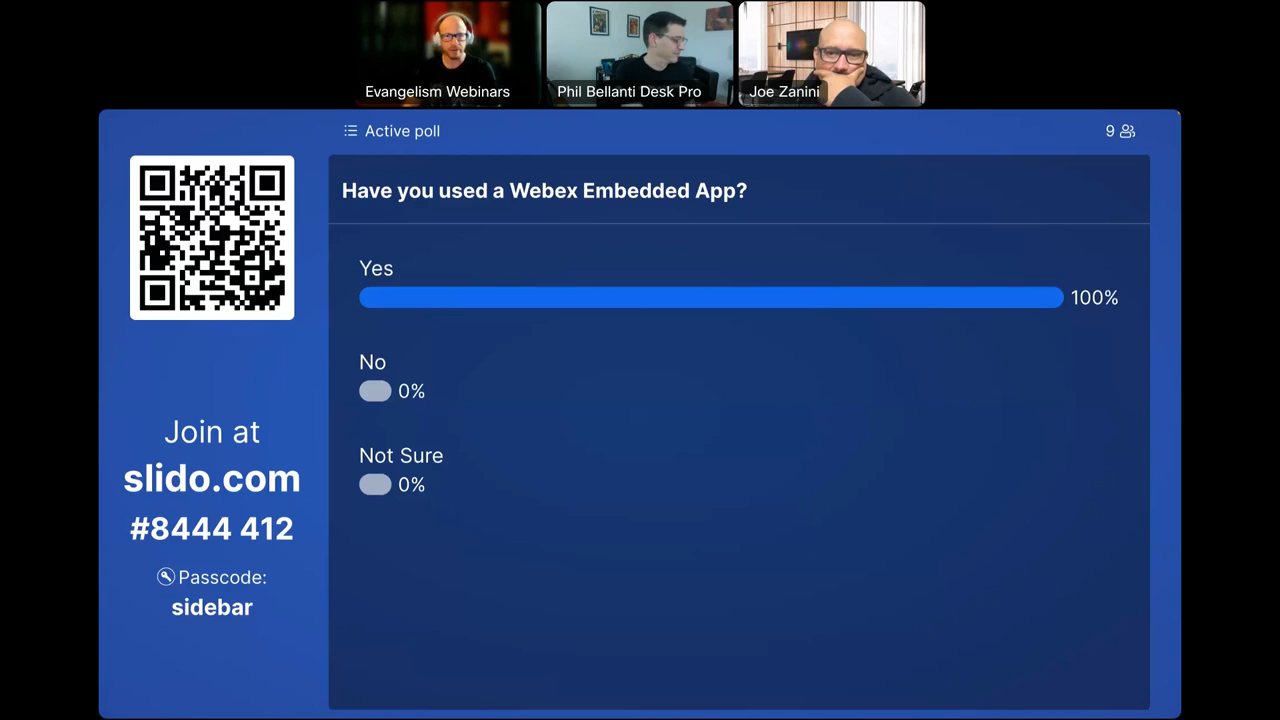 Evangelism Webinars
Phil Bellanti Desk Pro
Joe Zanini
Active poll
9
Have you used a Webex Embedded App?
Yes
100%
No
0%
Not Sure
0%
Join at
slido.com
#8444 412
Passcode:
sidebar